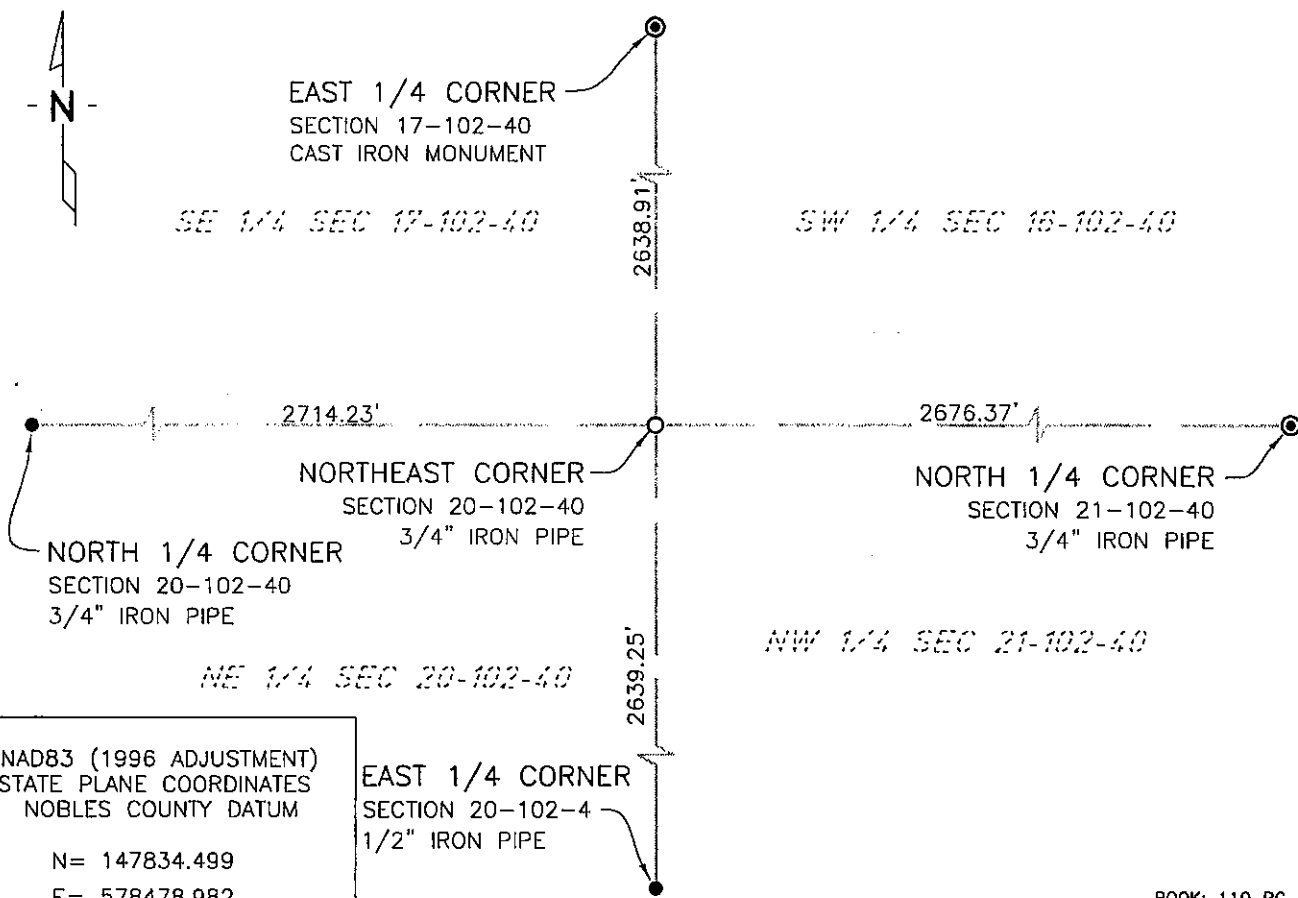 - N -
EAST 1/4 CORNER
SECTION 17-102-40
CAST IRON MONUMENT
SE 1/4 SEC 17-102-40
2638.91'
SW 1/4 SEC 16-102-40
2714.23'
2676.37'
NORTHEAST CORNER
SECTION 20-102-40
3/4" IRON PIPE
NORTH 1/4 CORNER
SECTION 21-102-40
3/4" IRON PIPE
NORTH 1/4 CORNER
SECTION 20-102-40
3/4" IRON PIPE
NE 1/4 SEC 20-102-40
2639.25'
NW 1/4 SEC 21-102-40
NAD83 (1996 ADJUSTMENT)
STATE PLANE COORDINATES
NOBLES COUNTY DATUM
N= 147834.499
E= 578478.982
EAST 1/4 CORNER
SECTION 20-102-4
1/2" IRON PIPE
BOOK: 110 PG